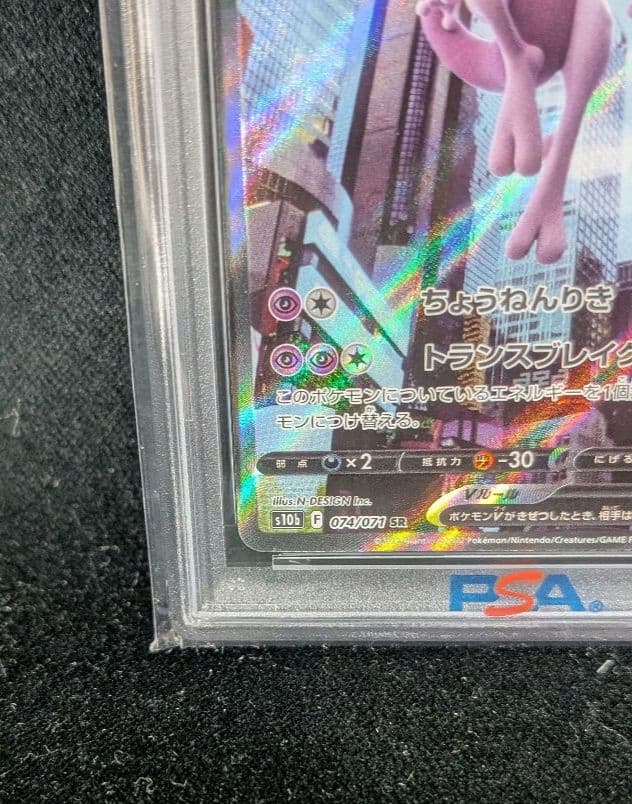 ちょうねんりき
トランスブレイク
このポケモンについているエネルギーを1個
モンにつけ替える。
弱点 ×2 抵抗力 -30 にげる
Illus. N-DESIGN Inc.
Vルール
s10b F 074/071 SR
ポケモンVがきぜつしたとき、相手は
Pokémon/Nintendo/Creatures/GAME F
PSA®